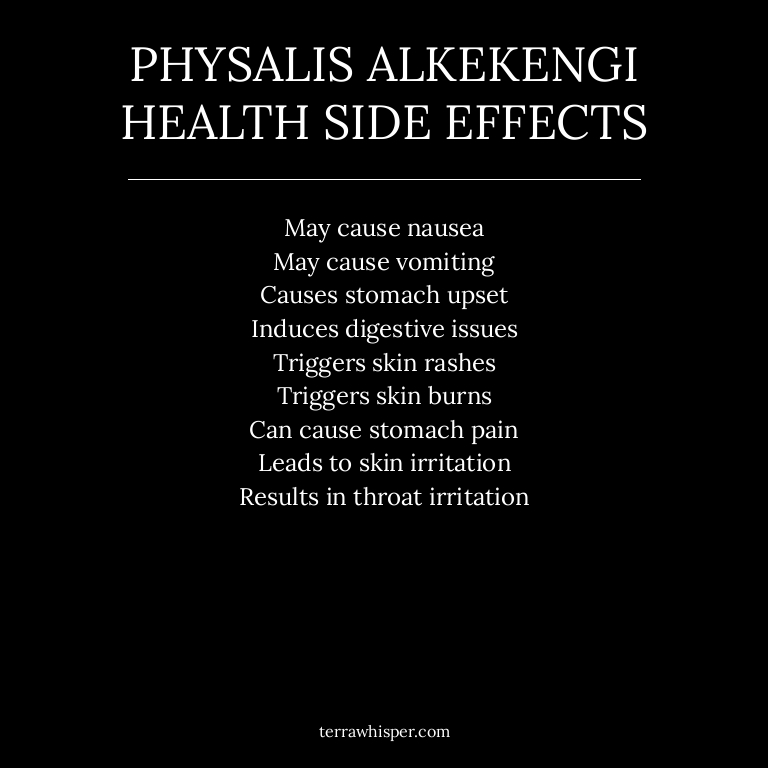 PHYSALIS ALKEKENGI
HEALTH SIDE EFFECTS
May cause nausea
May cause vomiting
Causes stomach upset
Induces digestive issues
Triggers skin rashes
Triggers skin burns
Can cause stomach pain
Leads to skin irritation
Results in throat irritation
terrawhisper.com